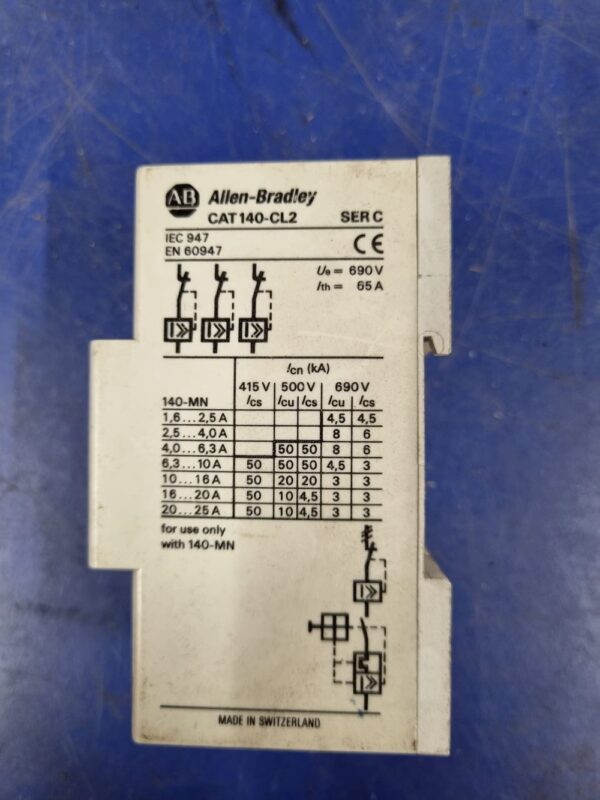 AB Allen-Bradley
CAT 140-CL2 SER C
IEC 947
EN 60947
CE
Ue = 690 V
Ith = 65 A
I>> I>> I>>
Icn (kA)
415 V 500 V 690 V
140-MN Ics Icu Ics Icu Ics
1,6...2,5 A 4,5 4,5
2,5...4,0 A 8 6
4,0...6,3 A 50 50 8 6
6,3...10 A 50 50 50 4,5 3
10...16 A 50 20 20 3 3
16...20 A 50 10 4,5 3 3
20...25 A 50 10 4,5 3 3
for use only
with 140-MN
I>>
I>>
MADE IN SWITZERLAND